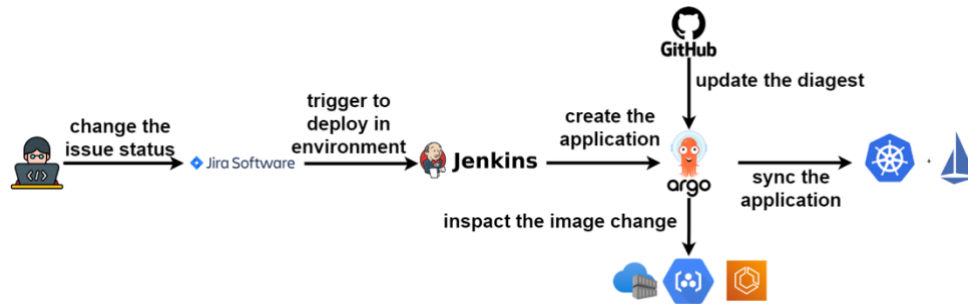 GitHub
update the diagest
change the
issue status
Jira Software
trigger to
deploy in
environment
Jenkins
create the
application
argo
sync the
application
inspact the image change